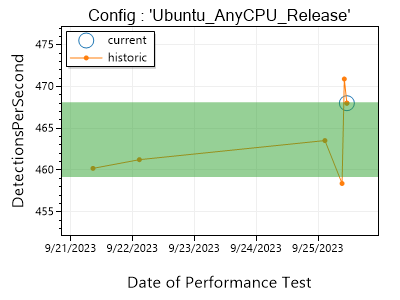 Config : 'Ubuntu_AnyCPU_Release'
current
historic
475
470
465
460
455
DetectionsPerSecond
9/21/2023 9/22/2023 9/23/2023 9/24/2023 9/25/2023
Date of Performance Test